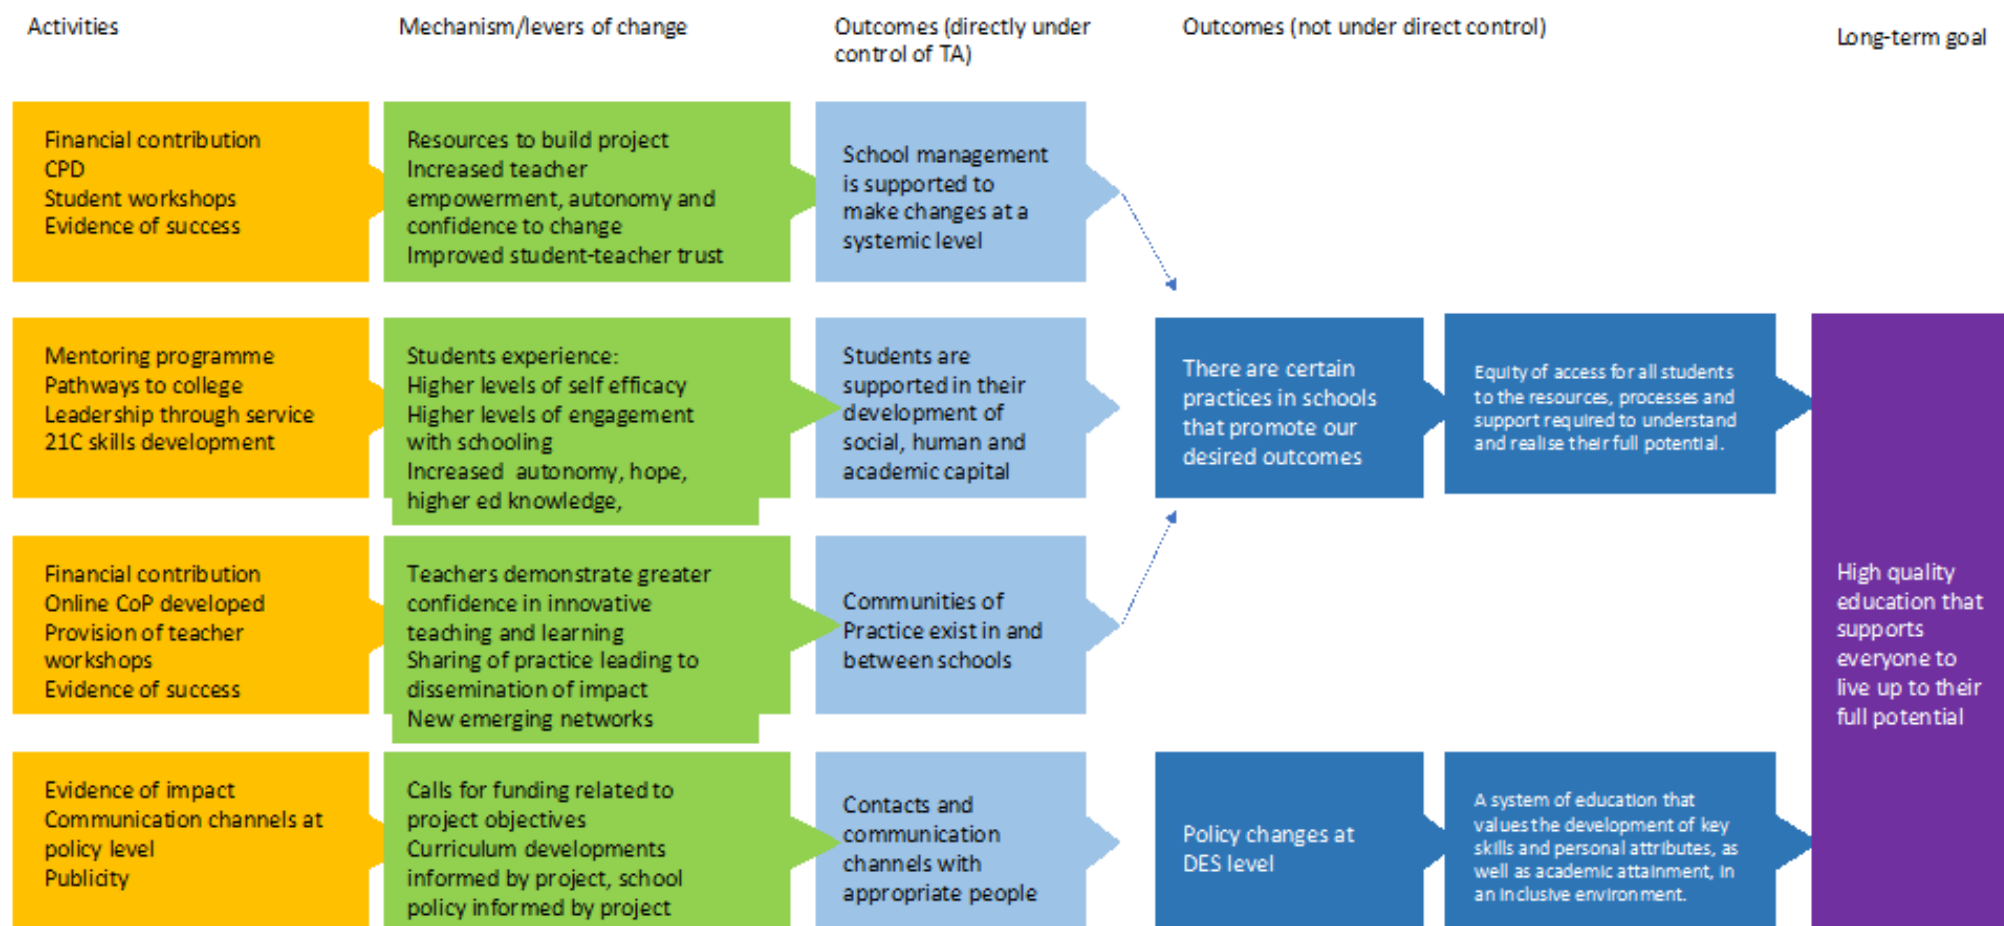 Activities
Mechanism/levers of change
Outcomes (directly under
control of TA)
Outcomes (not under direct control)
Long-term goal
Financial contribution
CPD
Student workshops
Evidence of success
Resources to build project
Increased teacher
empowerment, autonomy and
confidence to change
Improved student-teacher trust
School management
is supported to
make changes at a
systemic level
Mentoring programme
Pathways to college
Leadership through service
21C skills development
Students experience:
Higher levels of self efficacy
Higher levels of engagement
with schooling
Increased autonomy, hope,
higher ed knowledge,
Students are
supported in their
development of
social, human and
academic capital
There are certain
practices in schools
that promote our
desired outcomes
Equity of access for all students
to the resources, processes and
support required to understand
and realise their full potential.
Financial contribution
Online CoP developed
Provision of teacher
workshops
Evidence of success
Teachers demonstrate greater
confidence in innovative
teaching and learning
Sharing of practice leading to
dissemination of impact
New emerging networks
Communities of
Practice exist in and
between schools
High quality
education that
supports
everyone to
live up to their
full potential
Evidence of impact
Communication channels at
policy level
Publicity
Calls for funding related to
project objectives
Curriculum developments
informed by project, school
policy informed by project
Contacts and
communication
channels with
appropriate people
Policy changes at
DES level
A system of education that
values the development of key
skills and personal attributes, as
well as academic attainment, in
an inclusive environment.